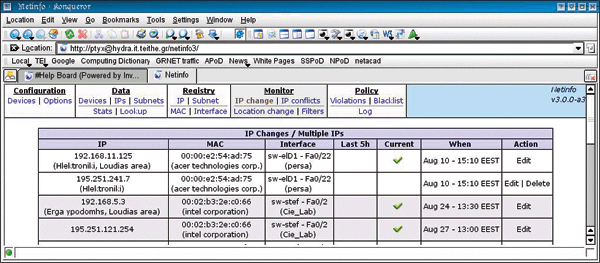 Netinfo - Konqueror
Location Edit View Go Bookmarks Tools Settings Window Help
Location: http://ptyx@hydra.it.teithe.gr/netinfo3/
Local TEI Google Computing Dictionary GRNET traffic APoD News White Pages SSPoD NPoD netacad
#Help Board (Powered by Inv... Netinfo
Configuration Data Registry Monitor Policy Netinfo
Devices | Options Devices | IPs | Subnets IP | Subnet IP change | IP conflicts Violations | Blacklist v3.0.0-a3
Stats | Lookup MAC | Interface Location change | Filters Log
IP Changes / Multiple IPs
IP MAC Interface Last 5h Current When Action
192.168.11.125 00:00:e2:54:ad:75 sw-elD1 - Fa0/22 Aug 10 - 15:10 EEST Edit
(Hlektroniki, Loudias area) (acer technologies corp.) (persa)
195.251.241.7 00:00:e2:54:ad:75 sw-elD1 - Fa0/22 Aug 10 - 15:10 EEST Edit | Delete
(Hlektroniki) (acer technologies corp.) (persa)
192.168.5.3 00:02:b3:2e:c0:66 sw-stef - Fa0/2 Aug 24 - 13:30 EEST Edit
(Erga ypodomhs, Loudias area) (intel corporation) (Cie_Lab)
195.251.121.254 00:02:b3:2e:c0:66 sw-stef - Fa0/2 Aug 27 - 13:00 EEST Edit
(intel corporation) (Cie_Lab)